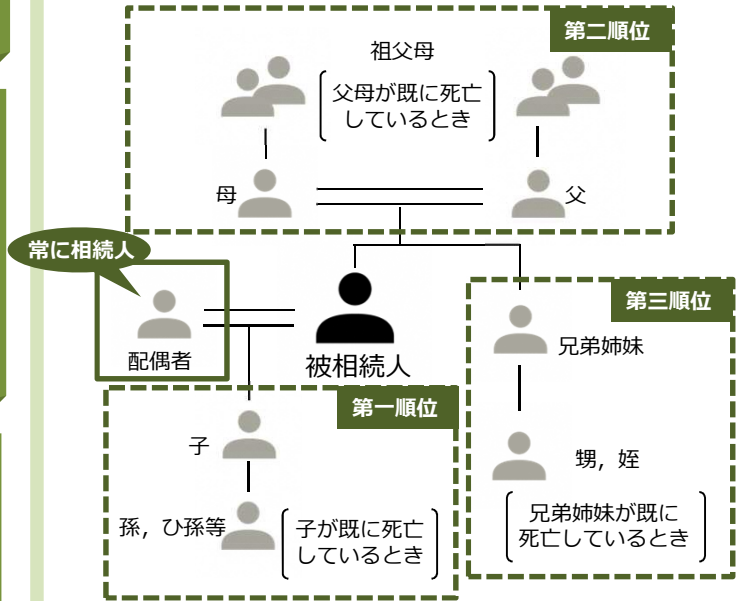 第二順位
祖父母
父母が既に死亡
しているとき
母
父
常に相続人
配偶者
被相続人
第三順位
兄弟姉妹
甥，姪
兄弟姉妹が既に
死亡しているとき
第一順位
子
孫，ひ孫等
子が既に死亡
しているとき